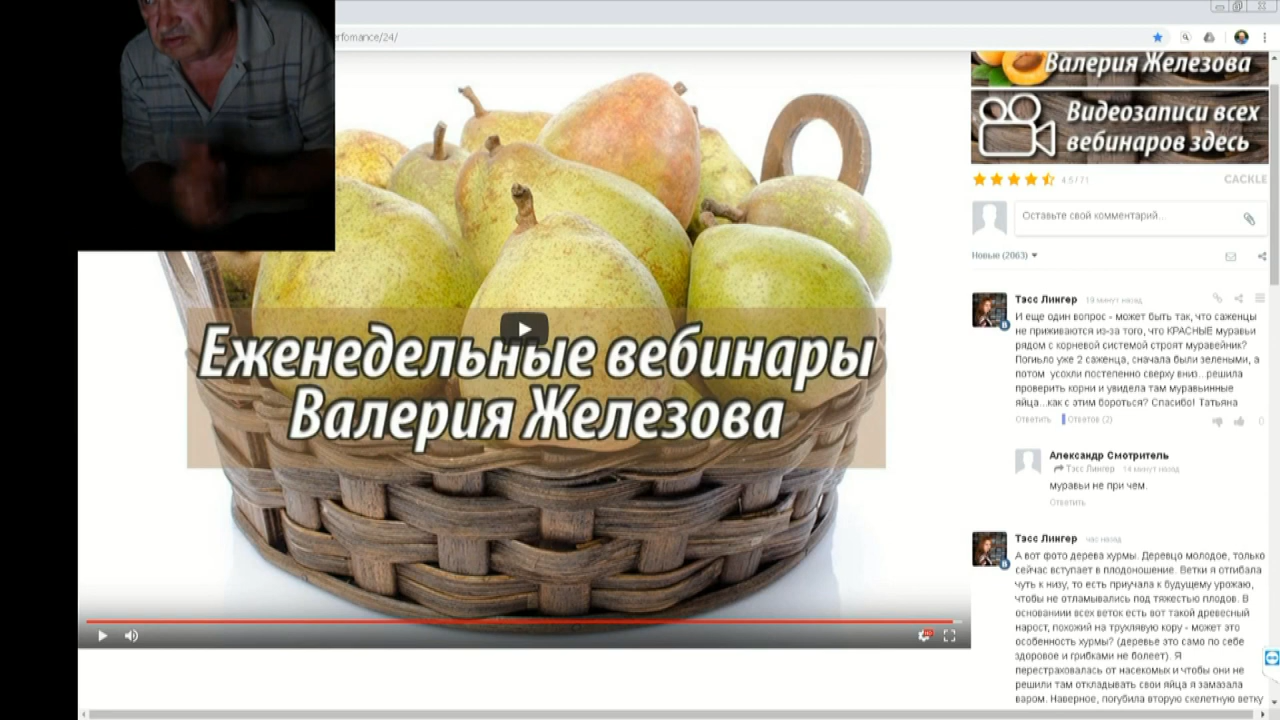 erfomance/24/
Валерия Железова
Видеозаписи всех
вебинаров здесь
4.5 / 71
CACKLE
Оставьте свой комментарий...
Новые (2063)
Еженедельные вебинары
Валерия Железова
Тэсс Лингер 19 минут назад
И еще один вопрос - может быть так, что саженцы
не приживаются из-за того, что КРАСНЫЕ муравьи
рядом с корневой системой строят муравейник?
Погибло уже 2 саженца, сначала были зелеными, а
потом усохли постепенно сверху вниз...решила
проверить корни и увидела там муравьинные
яйца...как с этим бороться? Спасибо! Татьяна
Ответить Ответов (2)
0
Александр Смотритель
Тэсс Лингер 14 минут назад
муравьи не при чем.
Ответить
Тэсс Лингер час назад
А вот фото дерева хурмы. Деревцо молодое, только
сейчас вступает в плодоношение. Ветки я отгибала
чуть к низу, то есть приучала к будущему урожаю,
чтобы не отламывались под тяжестью плодов. В
основаниии всех веток есть вот такой древесный
нарост, похожий на трухлявую кору - может это
особенность хурмы? (деревье это само по себе
здоровое и грибками не болеет). Я
перестраховалась от насекомых и чтобы они не
решили там откладывать свои яйца я замазала
варом. Наверное, погубила вторую скелетную ветку